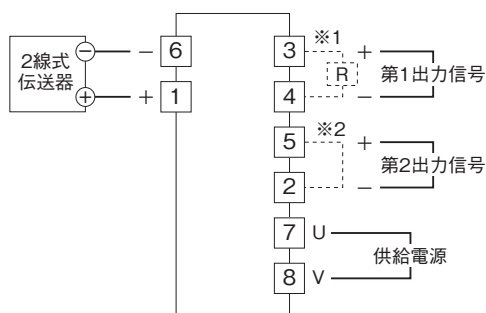 2線式
伝送器
− − 6
+ + 1
3 ※1 +
R
4 −
第1出力信号
5 ※2 +
2 −
第2出力信号
7 U
8 V
供給電源